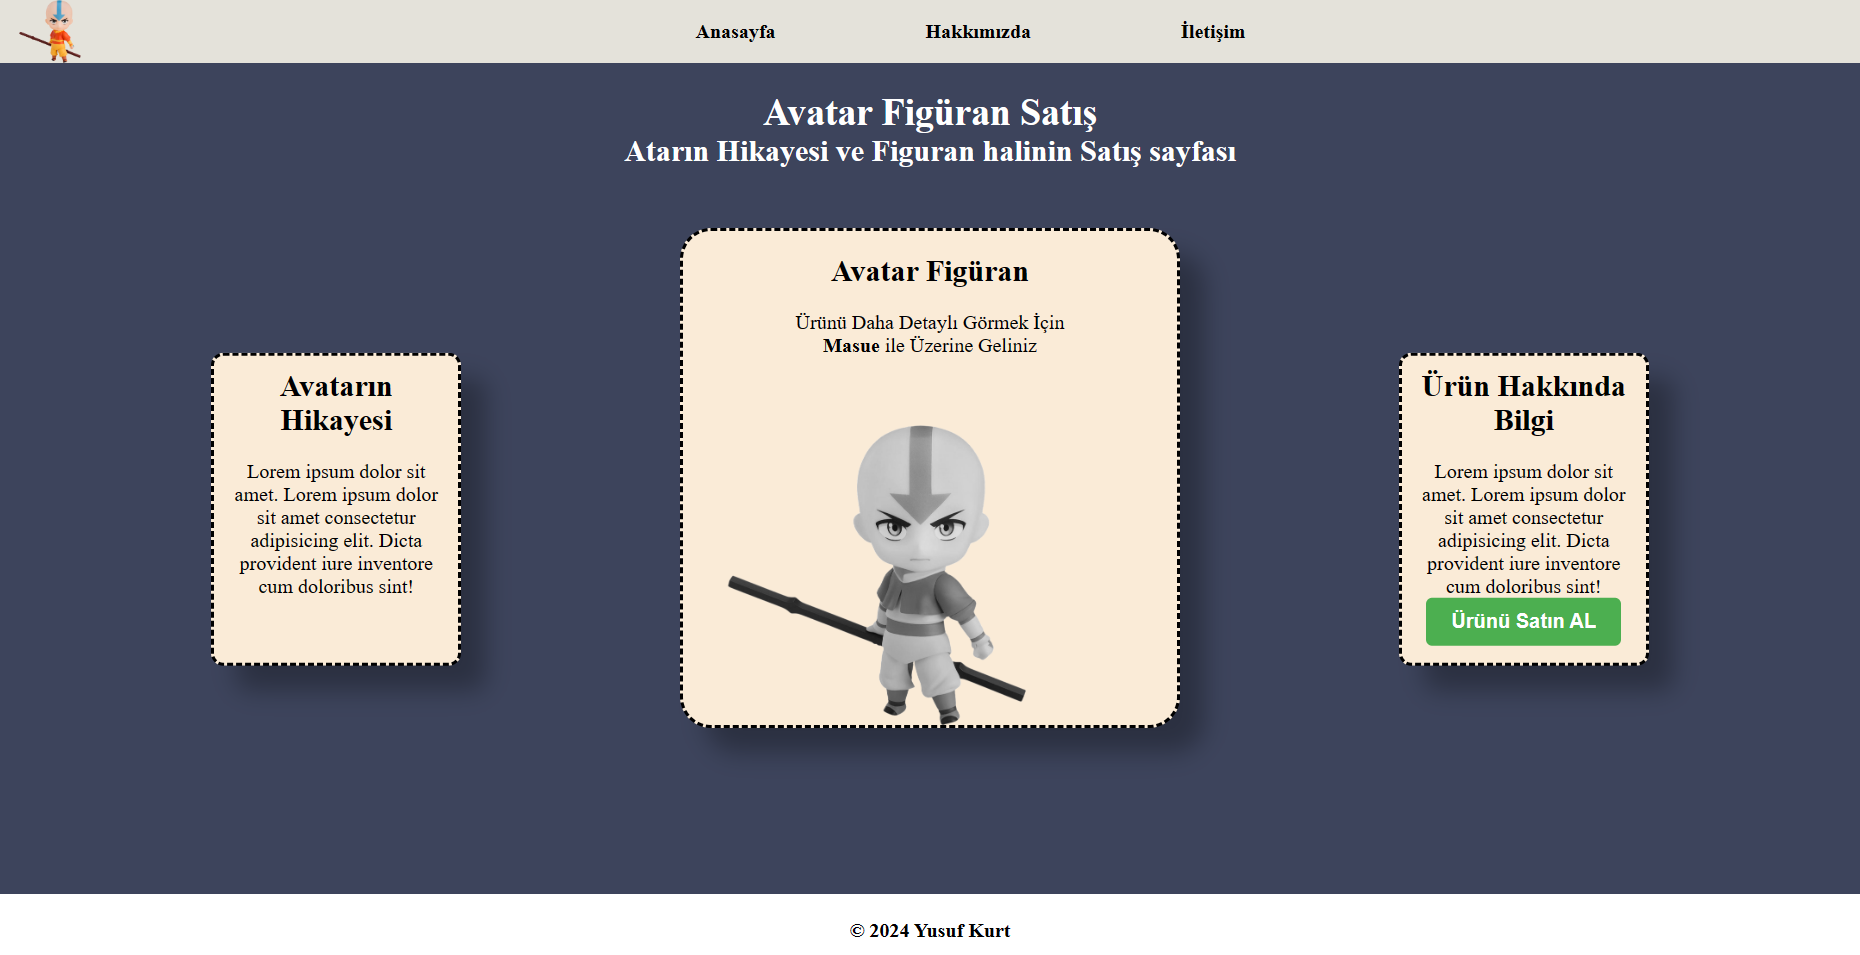 Anasayfa
Hakkımızda
İletişim
Avatar Figüran Satış
Atarın Hikayesi ve Figuran halinin Satış sayfası
Avatarın
Hikayesi
Lorem ipsum dolor sit
amet. Lorem ipsum dolor
sit amet consectetur
adipisicing elit. Dicta
provident iure inventore
cum doloribus sint!
Avatar Figüran
Ürünü Daha Detaylı Görmek İçin
Masue ile Üzerine Geliniz
Ürün Hakkında
Bilgi
Lorem ipsum dolor sit
amet. Lorem ipsum dolor
sit amet consectetur
adipisicing elit. Dicta
provident iure inventore
cum doloribus sint!
Ürünü Satın AL
© 2024 Yusuf Kurt